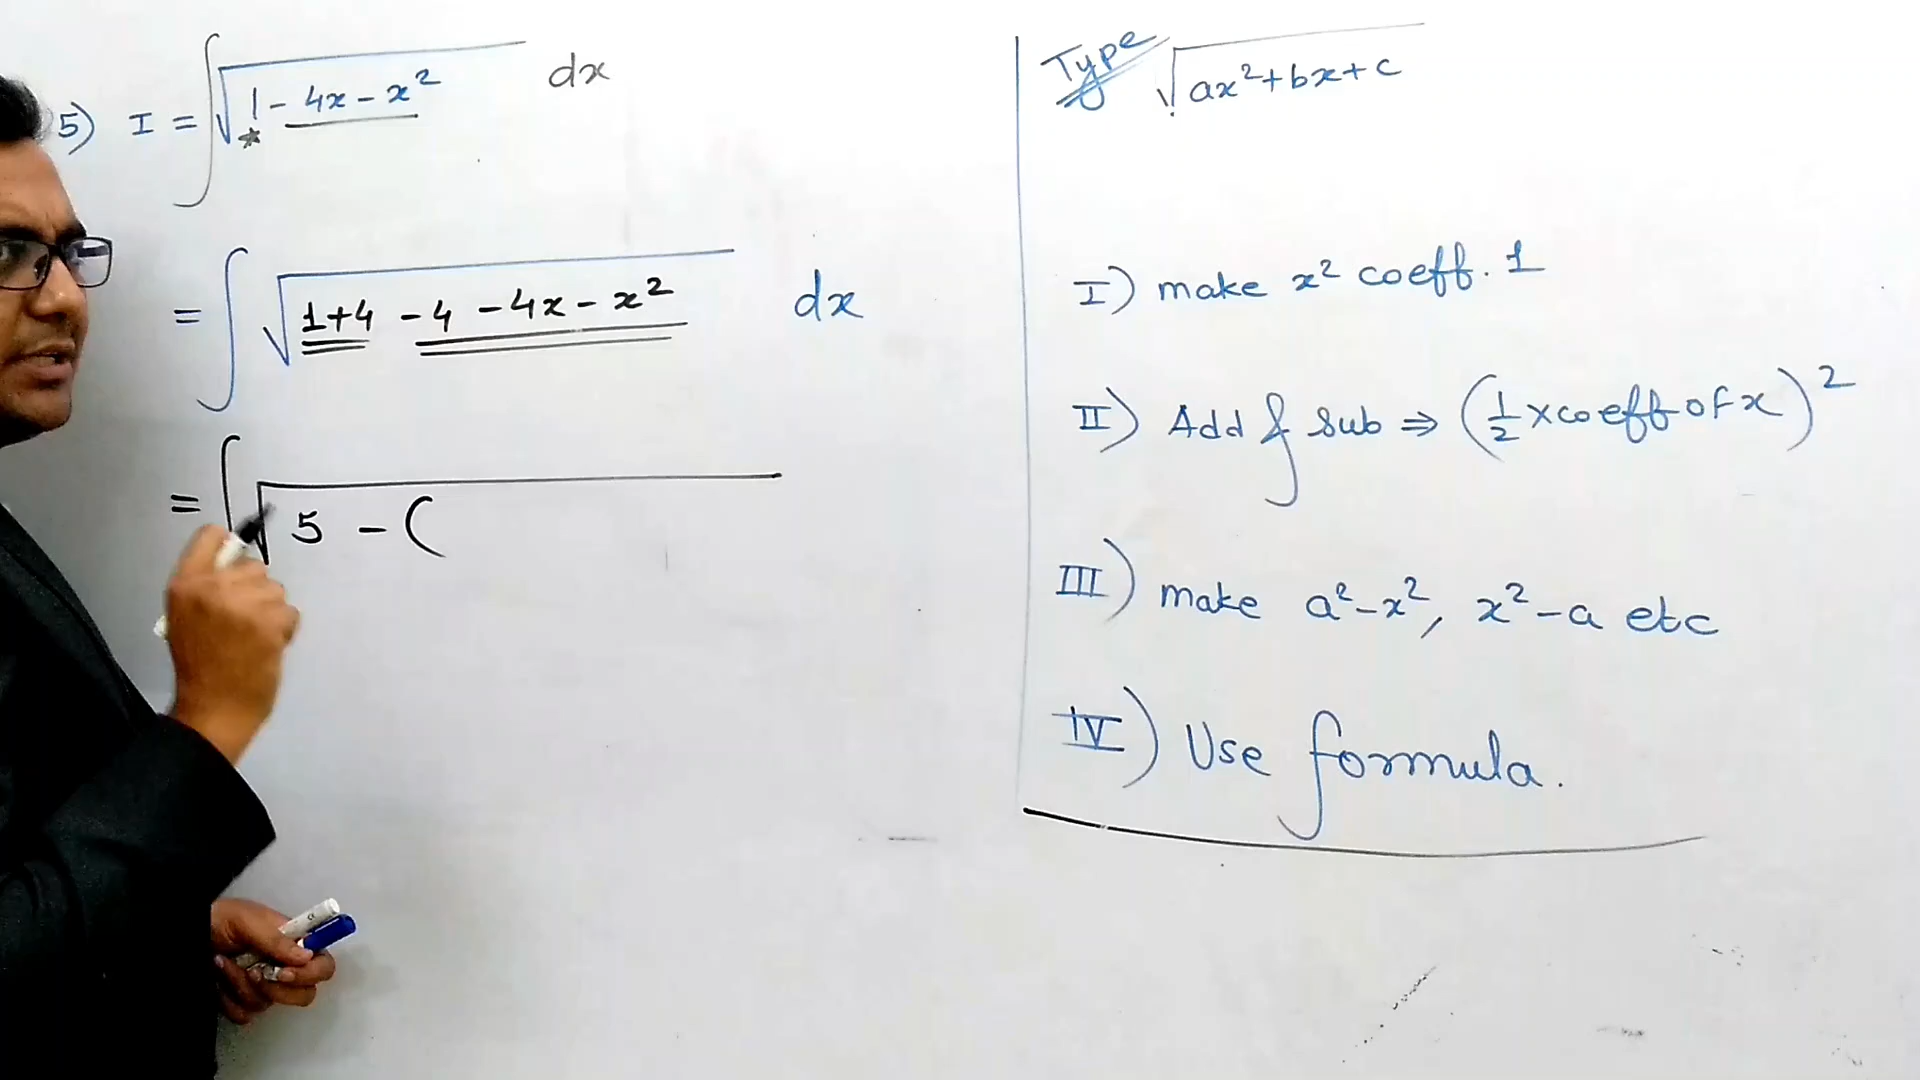 5) I = ∫√(1 - 4x - x²) dx
= ∫√(1+4 - 4 - 4x - x²) dx
= ∫√(5 - (
Type √(ax²+bx+c)
I) make x² coeff. 1
II) Add & Sub ⇒ (1/2 × coeff of x)²
III) make a²-x², x²-a etc
IV) Use formula.